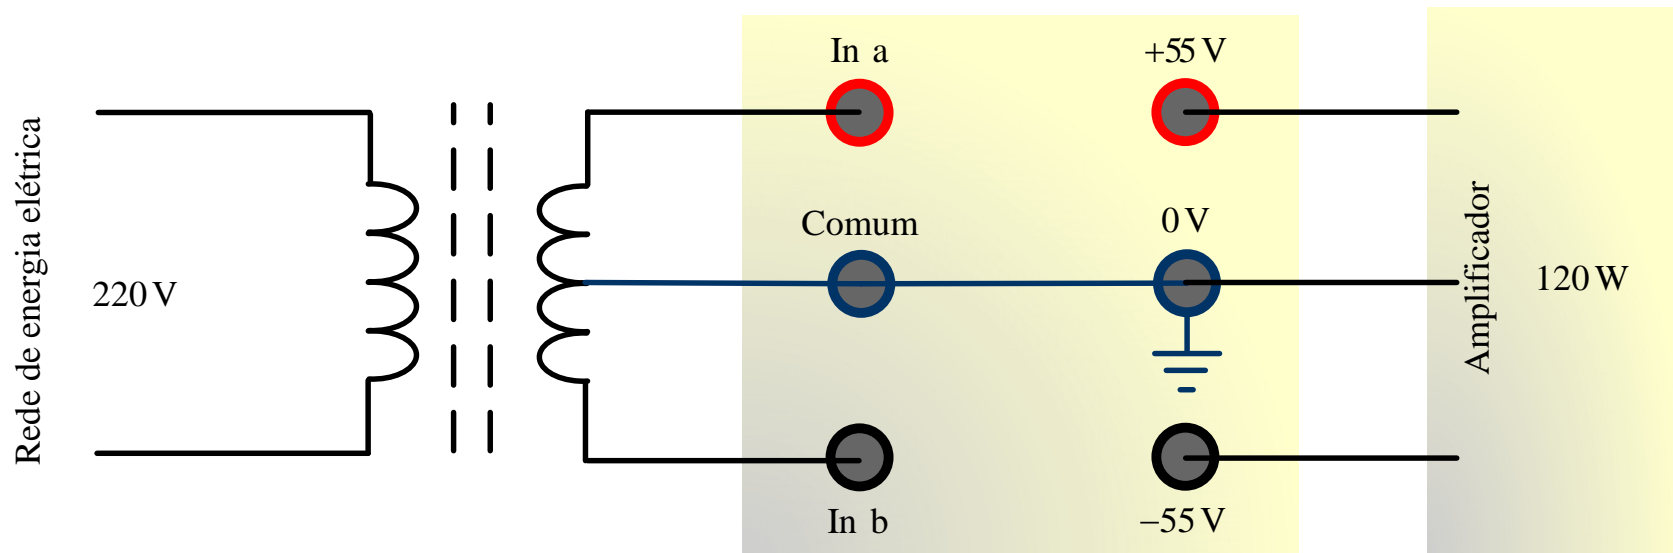 Rede de energia elétrica
220 V
In a
+55 V
Comum
0 V
In b
−55 V
Amplificador
120 W